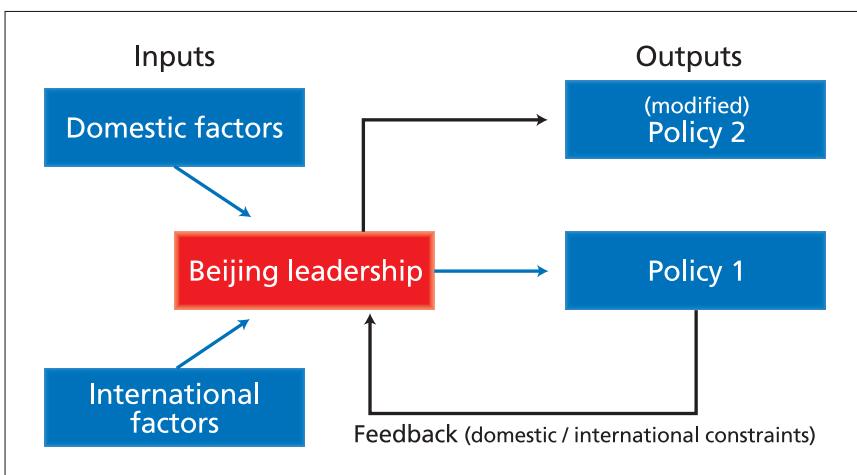 Inputs
Outputs
Domestic factors
(modified)
Policy 2
Beijing leadership
Policy 1
International
factors
Feedback (domestic / international constraints)